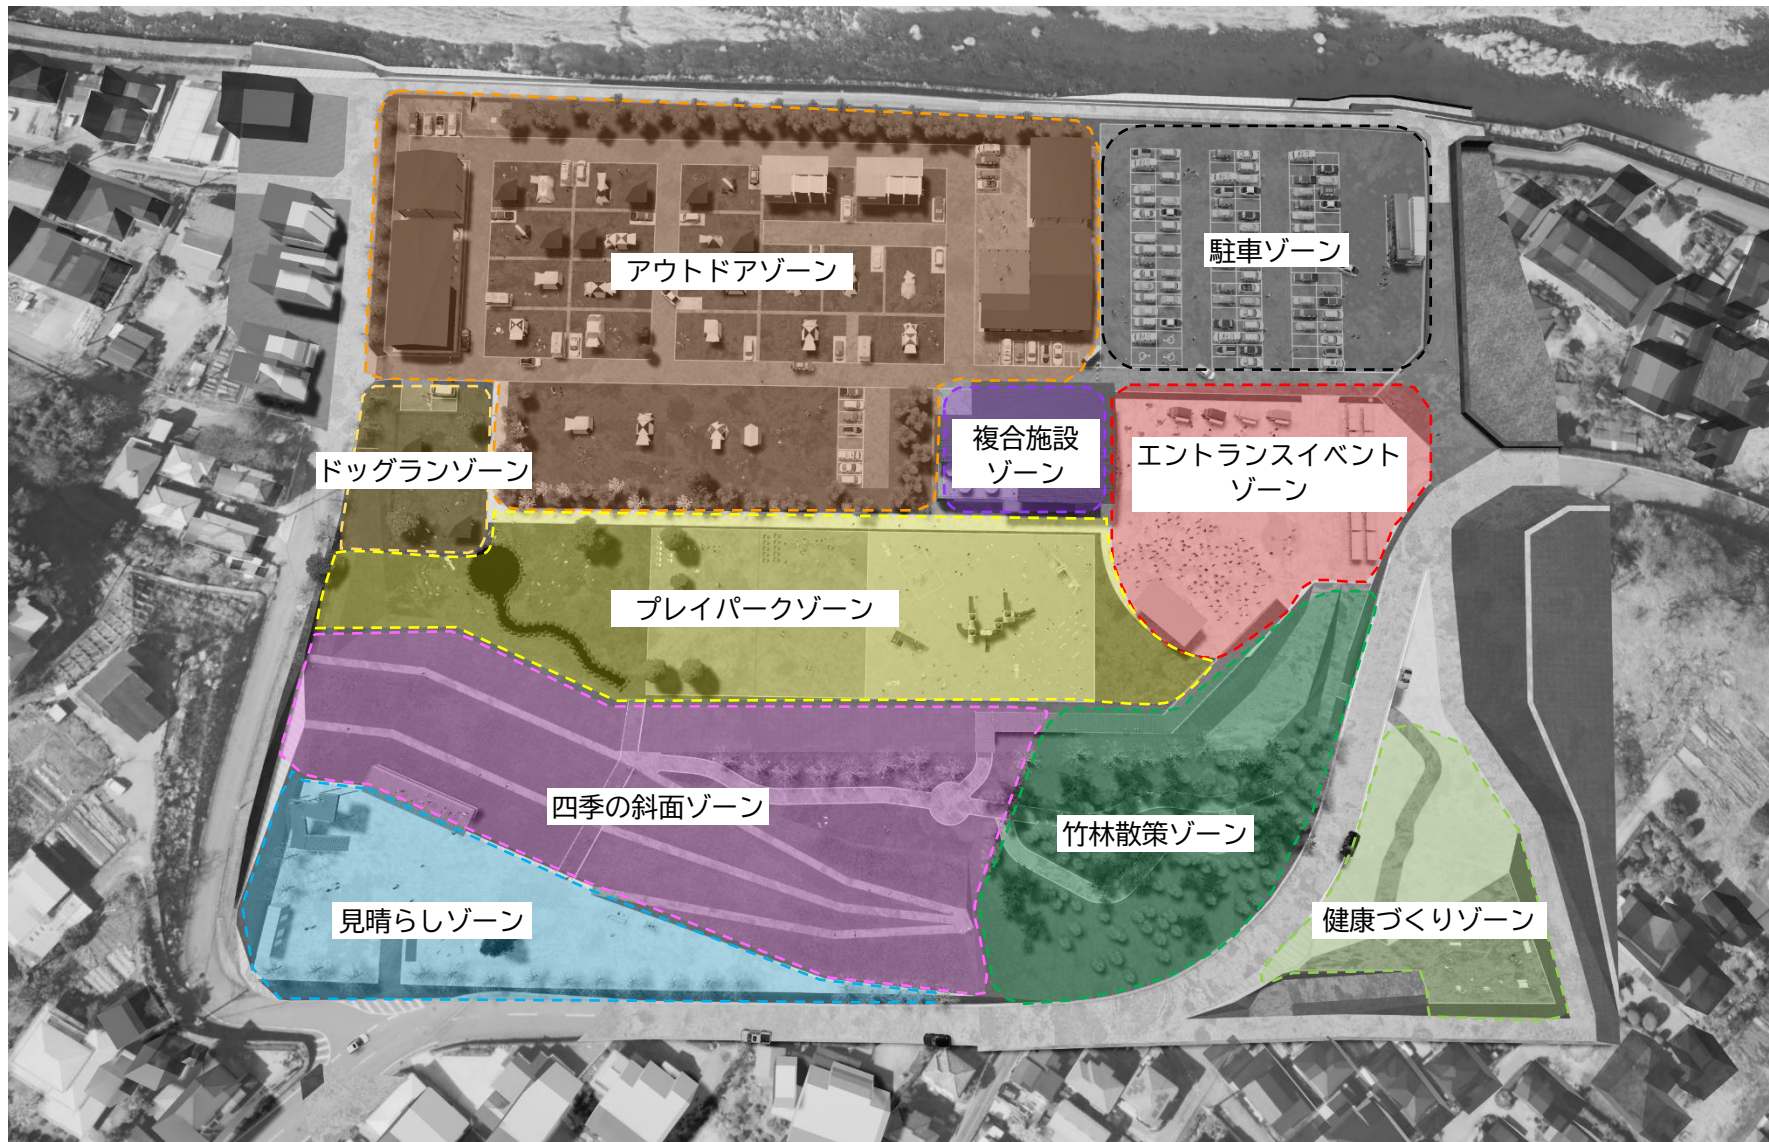 駐車ゾーン
アウトドアゾーン
複合施設
ゾーン
エントランスイベント
ゾーン
ドッグランゾーン
プレイパークゾーン
四季の斜面ゾーン
竹林散策ゾーン
見晴らしゾーン
健康づくりゾーン